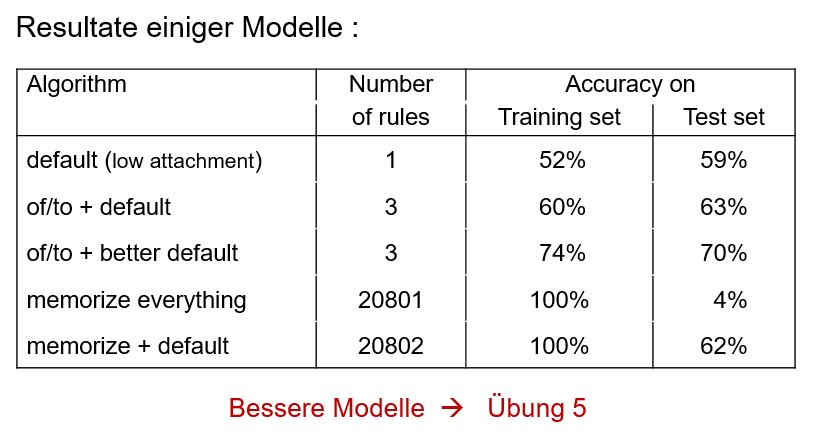 Resultate einiger Modelle :
Algorithm Number Accuracy on
of rules Training set Test set
default (low attachment) 1 52% 59%
of/to + default 3 60% 63%
of/to + better default 3 74% 70%
memorize everything 20801 100% 4%
memorize + default 20802 100% 62%
Bessere Modelle → Übung 5